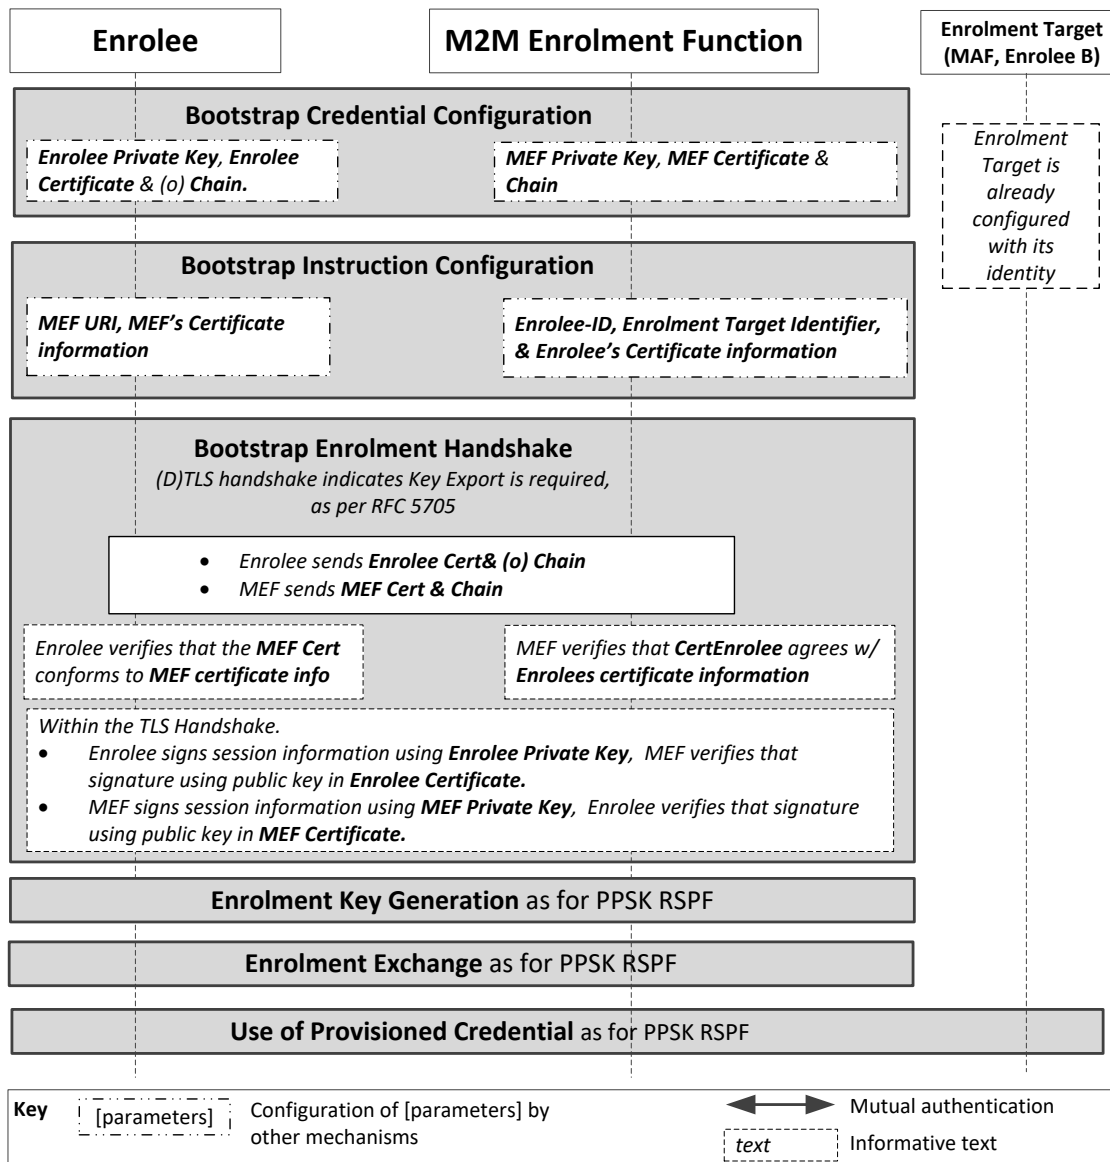 Enrolee
M2M Enrolment Function
Enrolment Target
(MAF, Enrolee B)
Bootstrap Credential Configuration
Enrolee Private Key, Enrolee
Certificate & (o) Chain.
MEF Private Key, MEF Certificate &
Chain
Enrolment
Target is
already
configured
with its
identity
Bootstrap Instruction Configuration
MEF URI, MEF’s Certificate
information
Enrolee-ID, Enrolment Target Identifier,
& Enrolee’s Certificate information
Bootstrap Enrolment Handshake
(D)TLS handshake indicates Key Export is required,
as per RFC 5705
• Enrolee sends Enrolee Cert& (o) Chain
• MEF sends MEF Cert & Chain
Enrolee verifies that the MEF Cert
conforms to MEF certificate info
MEF verifies that CertEnrolee agrees w/
Enrolees certificate information
Within the TLS Handshake.
• Enrolee signs session information using Enrolee Private Key, MEF verifies that
signature using public key in Enrolee Certificate.
• MEF signs session information using MEF Private Key, Enrolee verifies that signature
using public key in MEF Certificate.
Enrolment Key Generation as for PPSK RSPF
Enrolment Exchange as for PPSK RSPF
Use of Provisioned Credential as for PPSK RSPF
Key
[parameters]
Configuration of [parameters] by
other mechanisms
Mutual authentication
text
Informative text